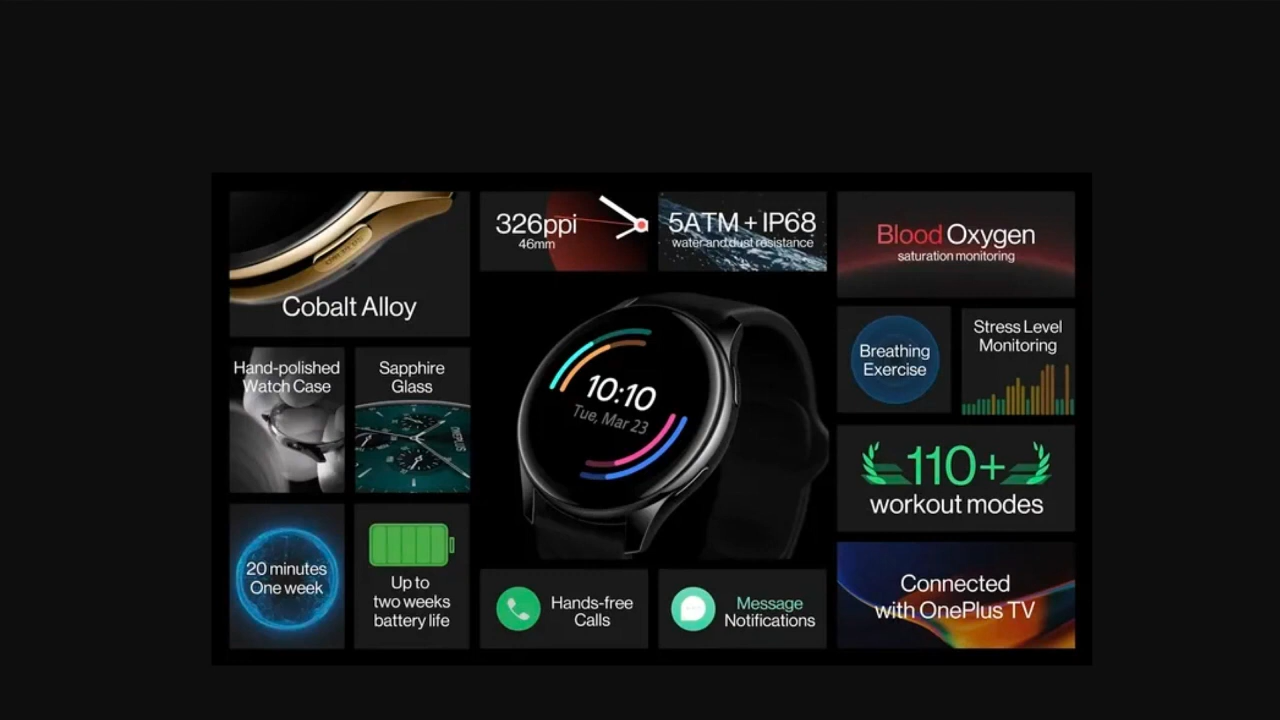 Cobalt Alloy
326ppi
46mm
5ATM + IP68
water and dust resistance
Blood Oxygen
saturation monitoring
Hand-polished
Watch Case
Sapphire
Glass
10:10
Tue, Mar 23
Breathing
Exercise
Stress Level
Monitoring
110+
workout modes
20 minutes
One week
Up to
two weeks
battery life
Hands-free
Calls
Message
Notifications
Connected
with OnePlus TV